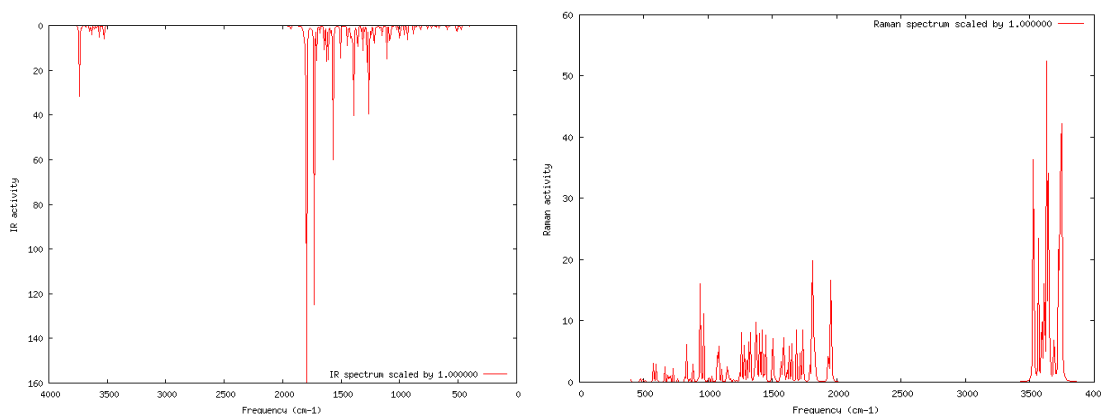 0
20
40
60
80
100
120
140
160
IR activity
4000 3500 3000 2500 2000 1500 1000 500 0
Frequency (cm-1)
IR spectrum scaled by 1.000000
60
50
40
30
20
10
0
Raman activity
0 500 1000 1500 2000 2500 3000 3500 400
Frequency (cm-1)
Raman spectrum scaled by 1.000000